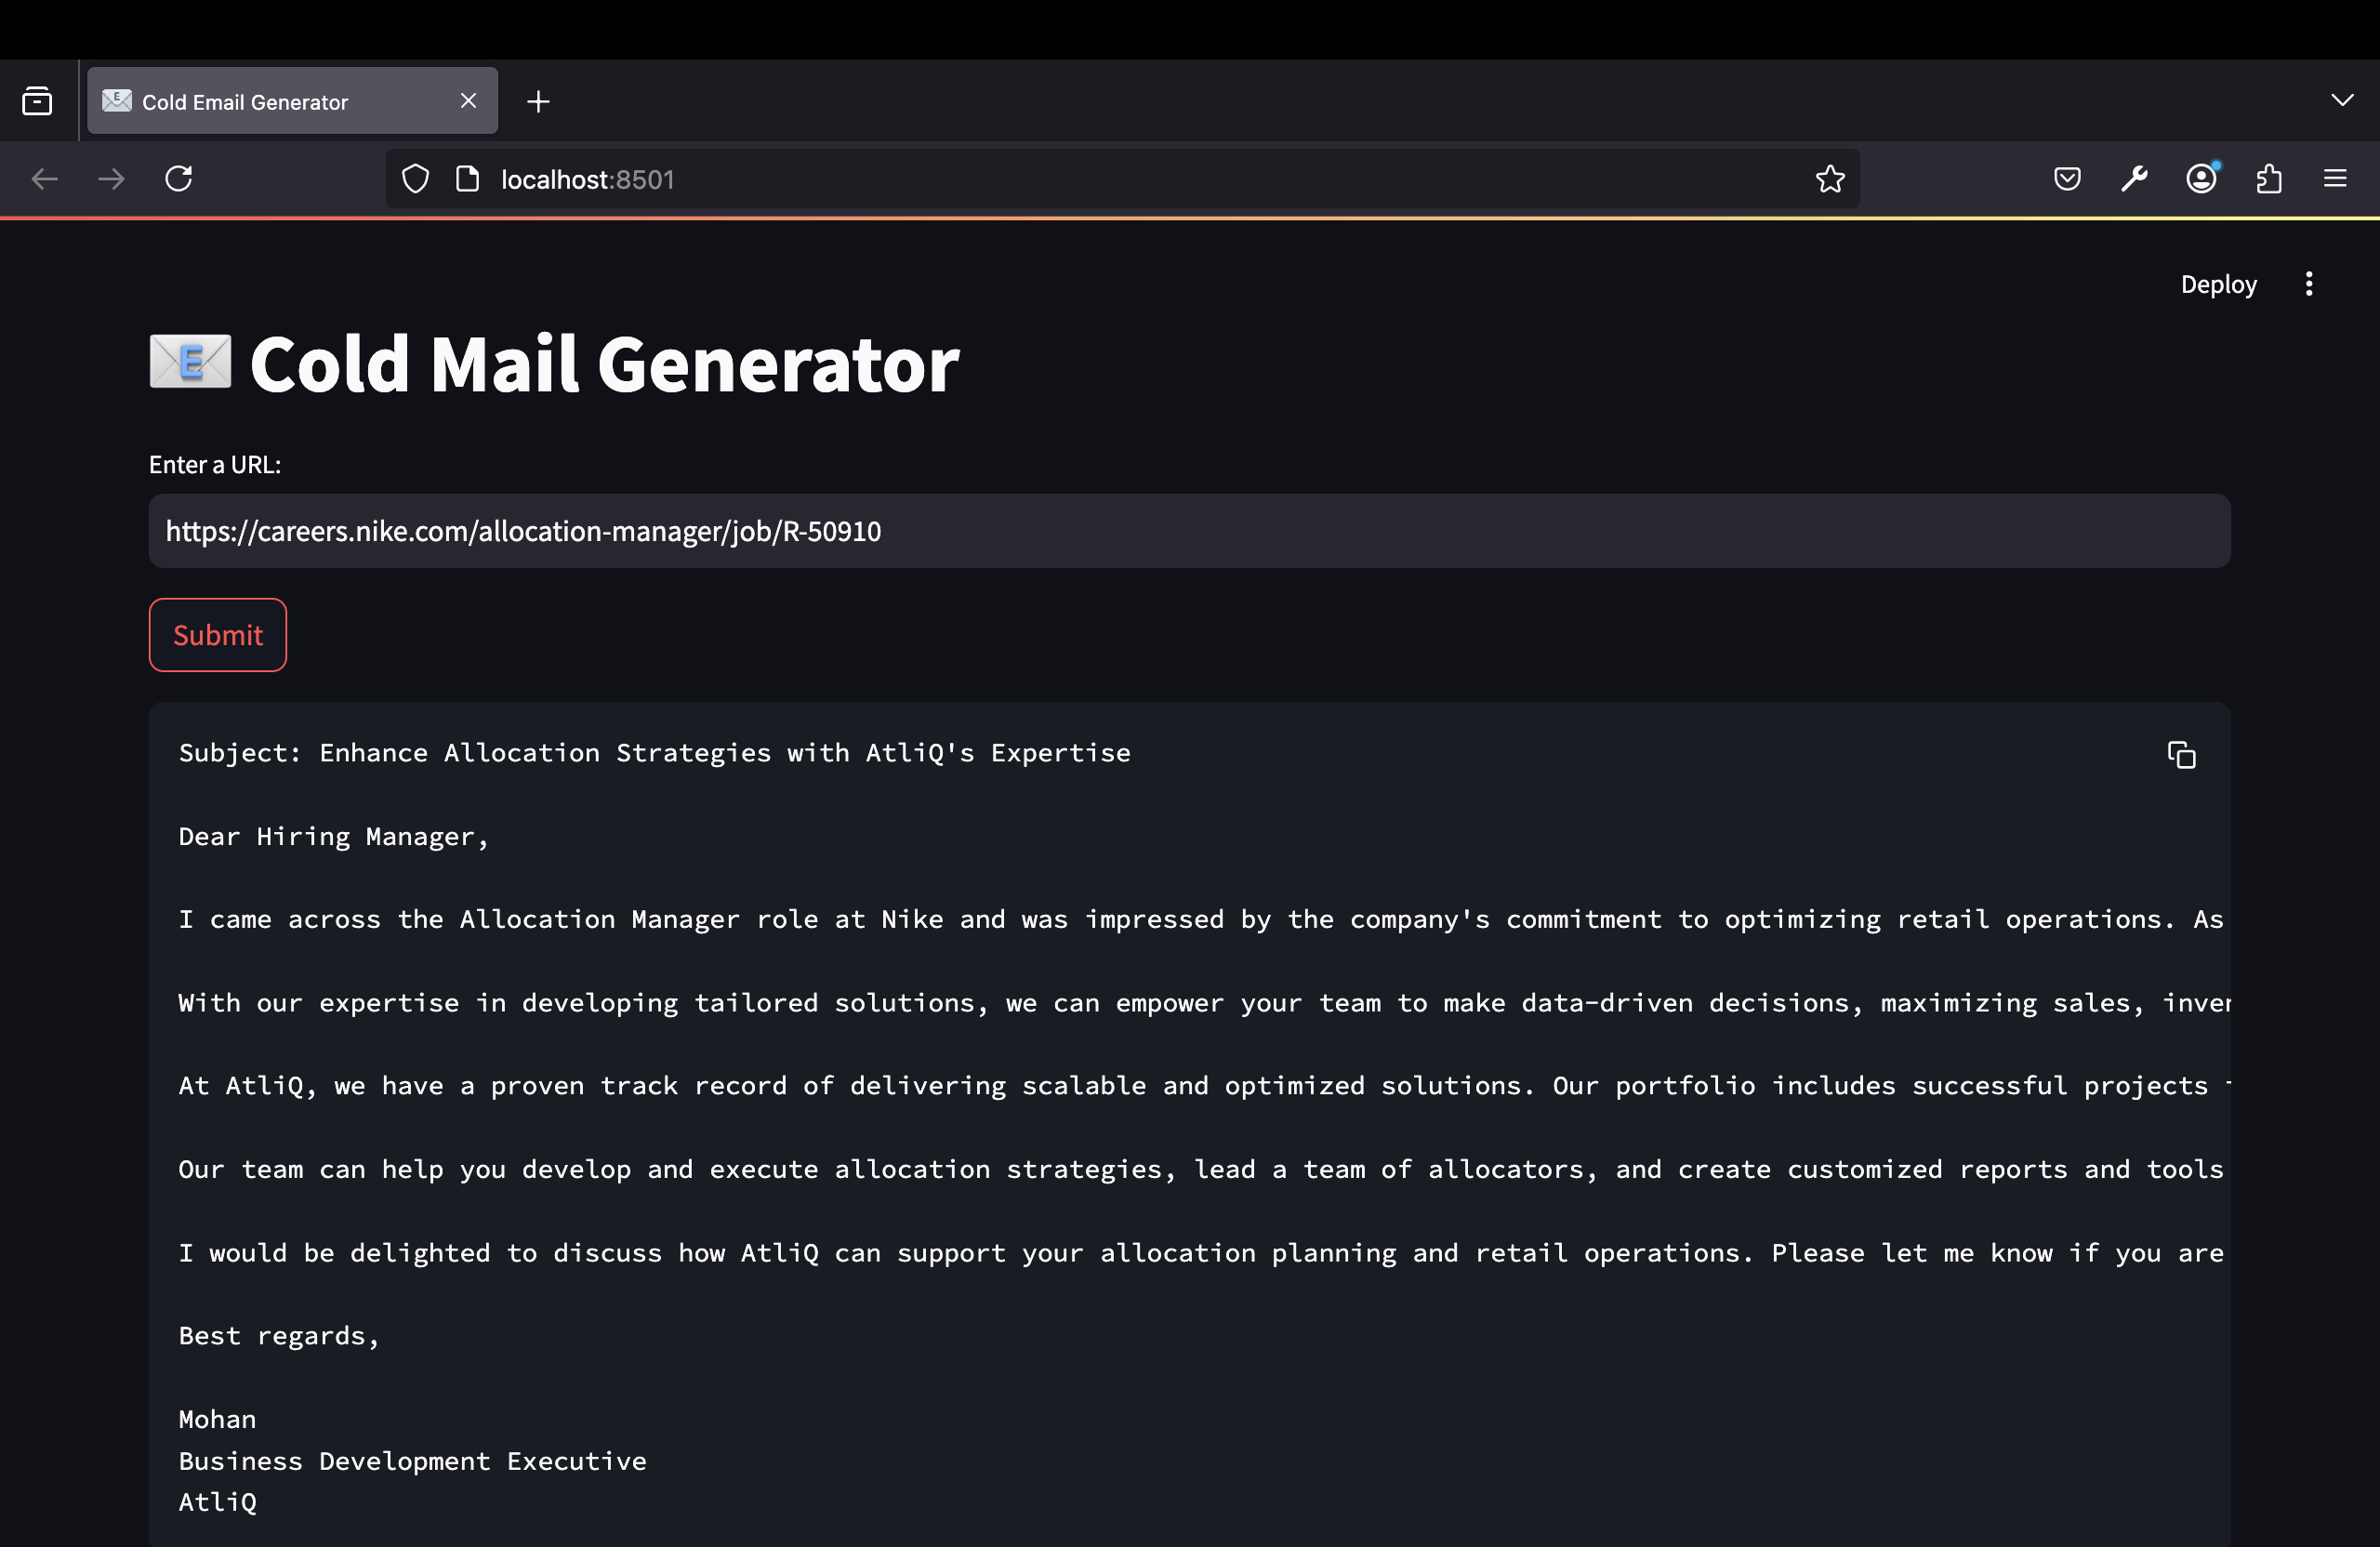 Cold Email Generator
localhost:8501
Deploy
E Cold Mail Generator
Enter a URL:
https://careers.nike.com/allocation-manager/job/R-50910
Submit
Subject: Enhance Allocation Strategies with AtliQ's Expertise
Dear Hiring Manager,
I came across the Allocation Manager role at Nike and was impressed by the company's commitment to optimizing retail operations. As
With our expertise in developing tailored solutions, we can empower your team to make data-driven decisions, maximizing sales,
At AtliQ, we have a proven track record of delivering scalable and optimized solutions. Our portfolio includes successful projects
Our team can help you develop and execute allocation strategies, lead a team of allocators, and create customized reports and tools
I would be delighted to discuss how AtliQ can support your allocation planning and retail operations. Please let me know if you are
Best regards,
Mohan
Business Development Executive
AtliQ